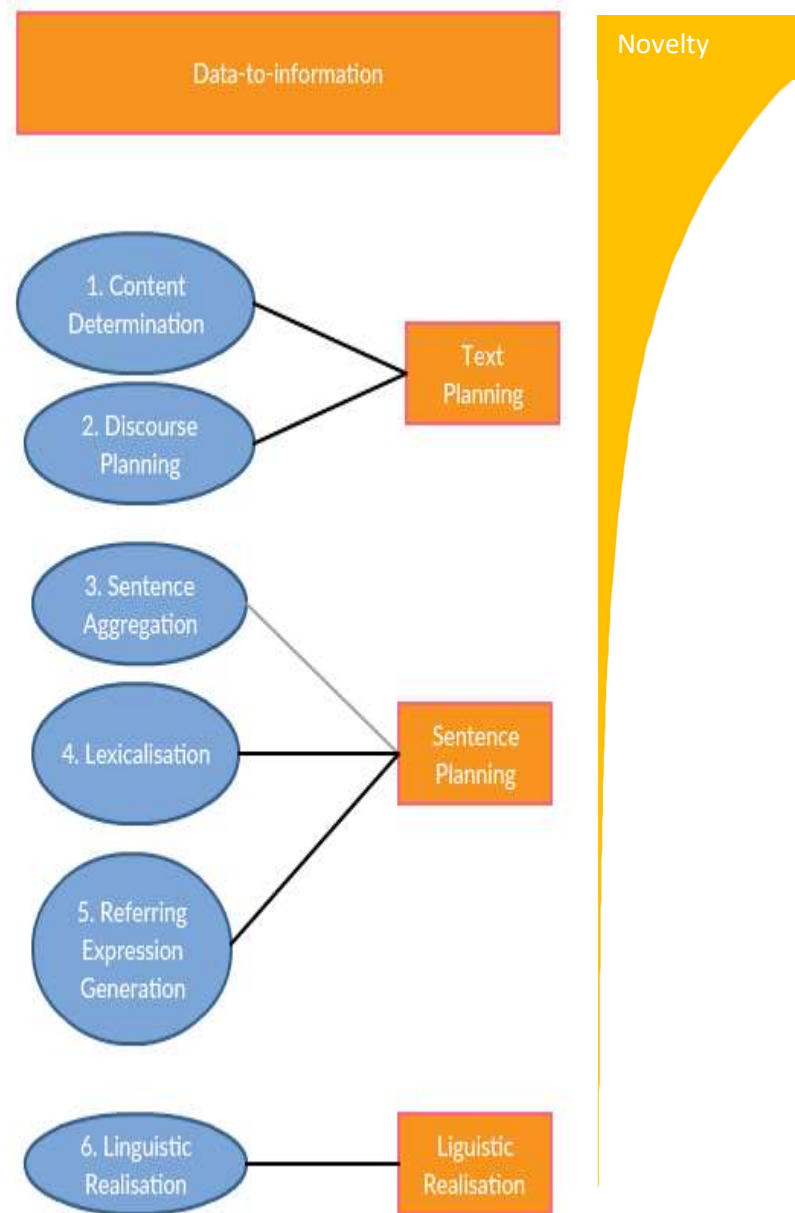 Data-to-information
Novelty
1. Content
Determination
Text
Planning
2. Discourse
Planning
3. Sentence
Aggregation
4. Lexicalisation
Sentence
Planning
5. Referring
Expression
Generation
6. Linguistic
Realisation
Liguistic
Realisation